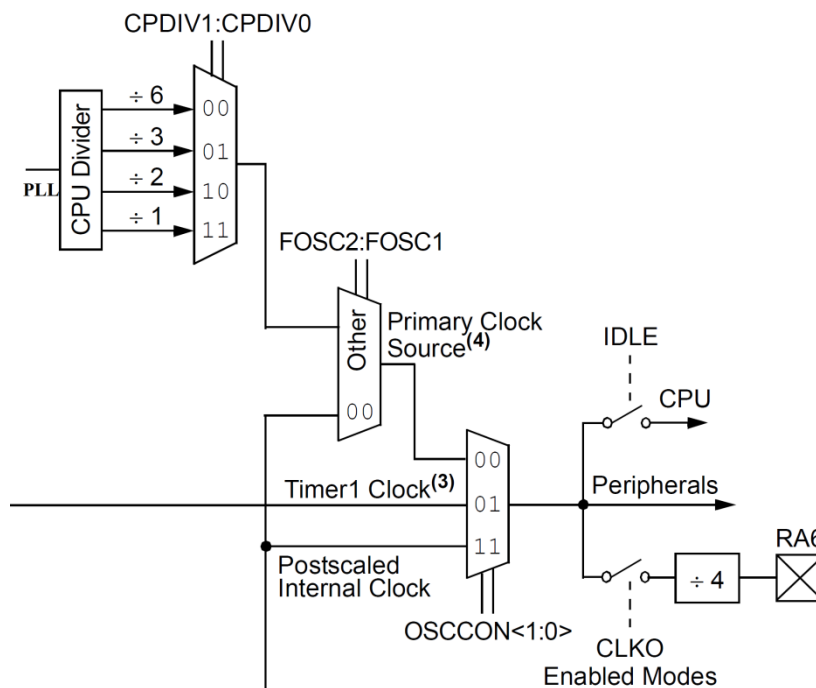 CPDIV1:CPDIV0
÷ 6
00
÷ 3
01
÷ 2
10
÷ 1
11
CPU Divider
PLL
FOSC2:FOSC1
Other
00
Primary Clock
Source(4)
IDLE
CPU
00
Timer1 Clock(3)
01
Peripherals
11
Postscaled
Internal Clock
RA6
÷ 4
OSCCON<1:0>
CLKO
Enabled Modes